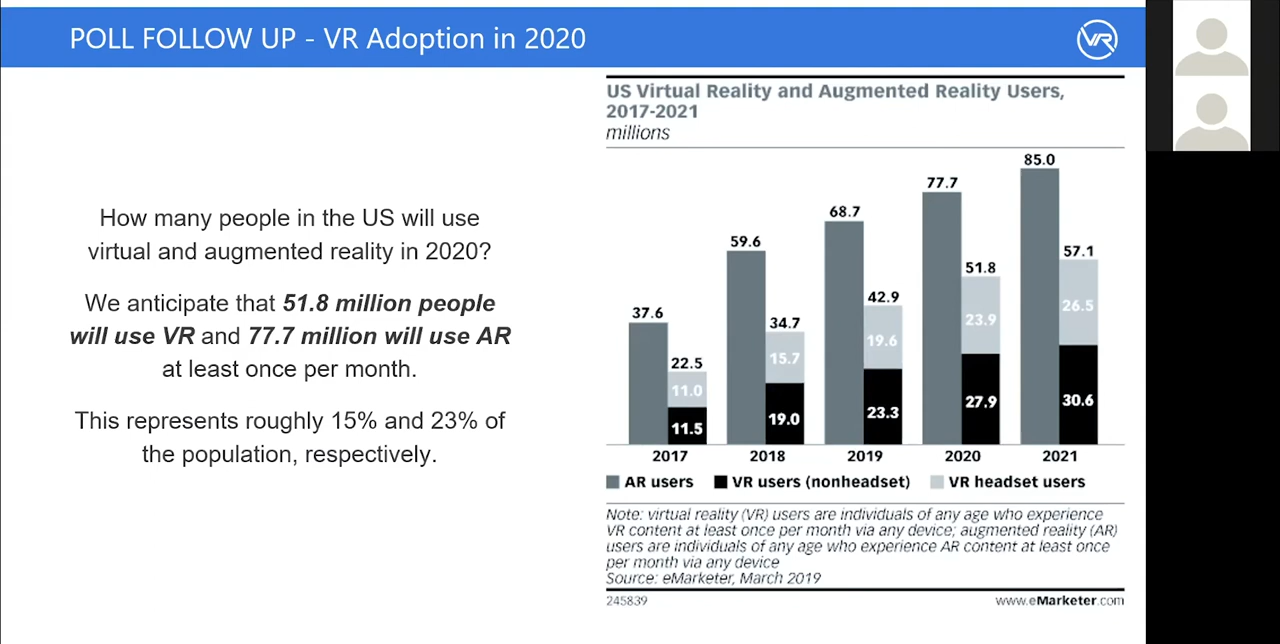 POLL FOLLOW UP - VR Adoption in 2020
VR
How many people in the US will use
virtual and augmented reality in 2020?
We anticipate that 51.8 million people
will use VR and 77.7 million will use AR
at least once per month.
This represents roughly 15% and 23% of
the population, respectively.
US Virtual Reality and Augmented Reality Users,
2017-2021
millions
37.6
22.5
11.0
11.5
59.6
34.7
15.7
19.0
68.7
42.9
19.6
23.3
77.7
51.8
23.9
27.9
85.0
57.1
26.5
30.6
2017 2018 2019 2020 2021
AR users VR users (nonheadset) VR headset users
Note: virtual reality (VR) users are individuals of any age who experience
VR content at least once per month via any device; augmented reality (AR)
users are individuals of any age who experience AR content at least once
per month via any device
Source: eMarketer, March 2019
245839 www.eMarketer.com